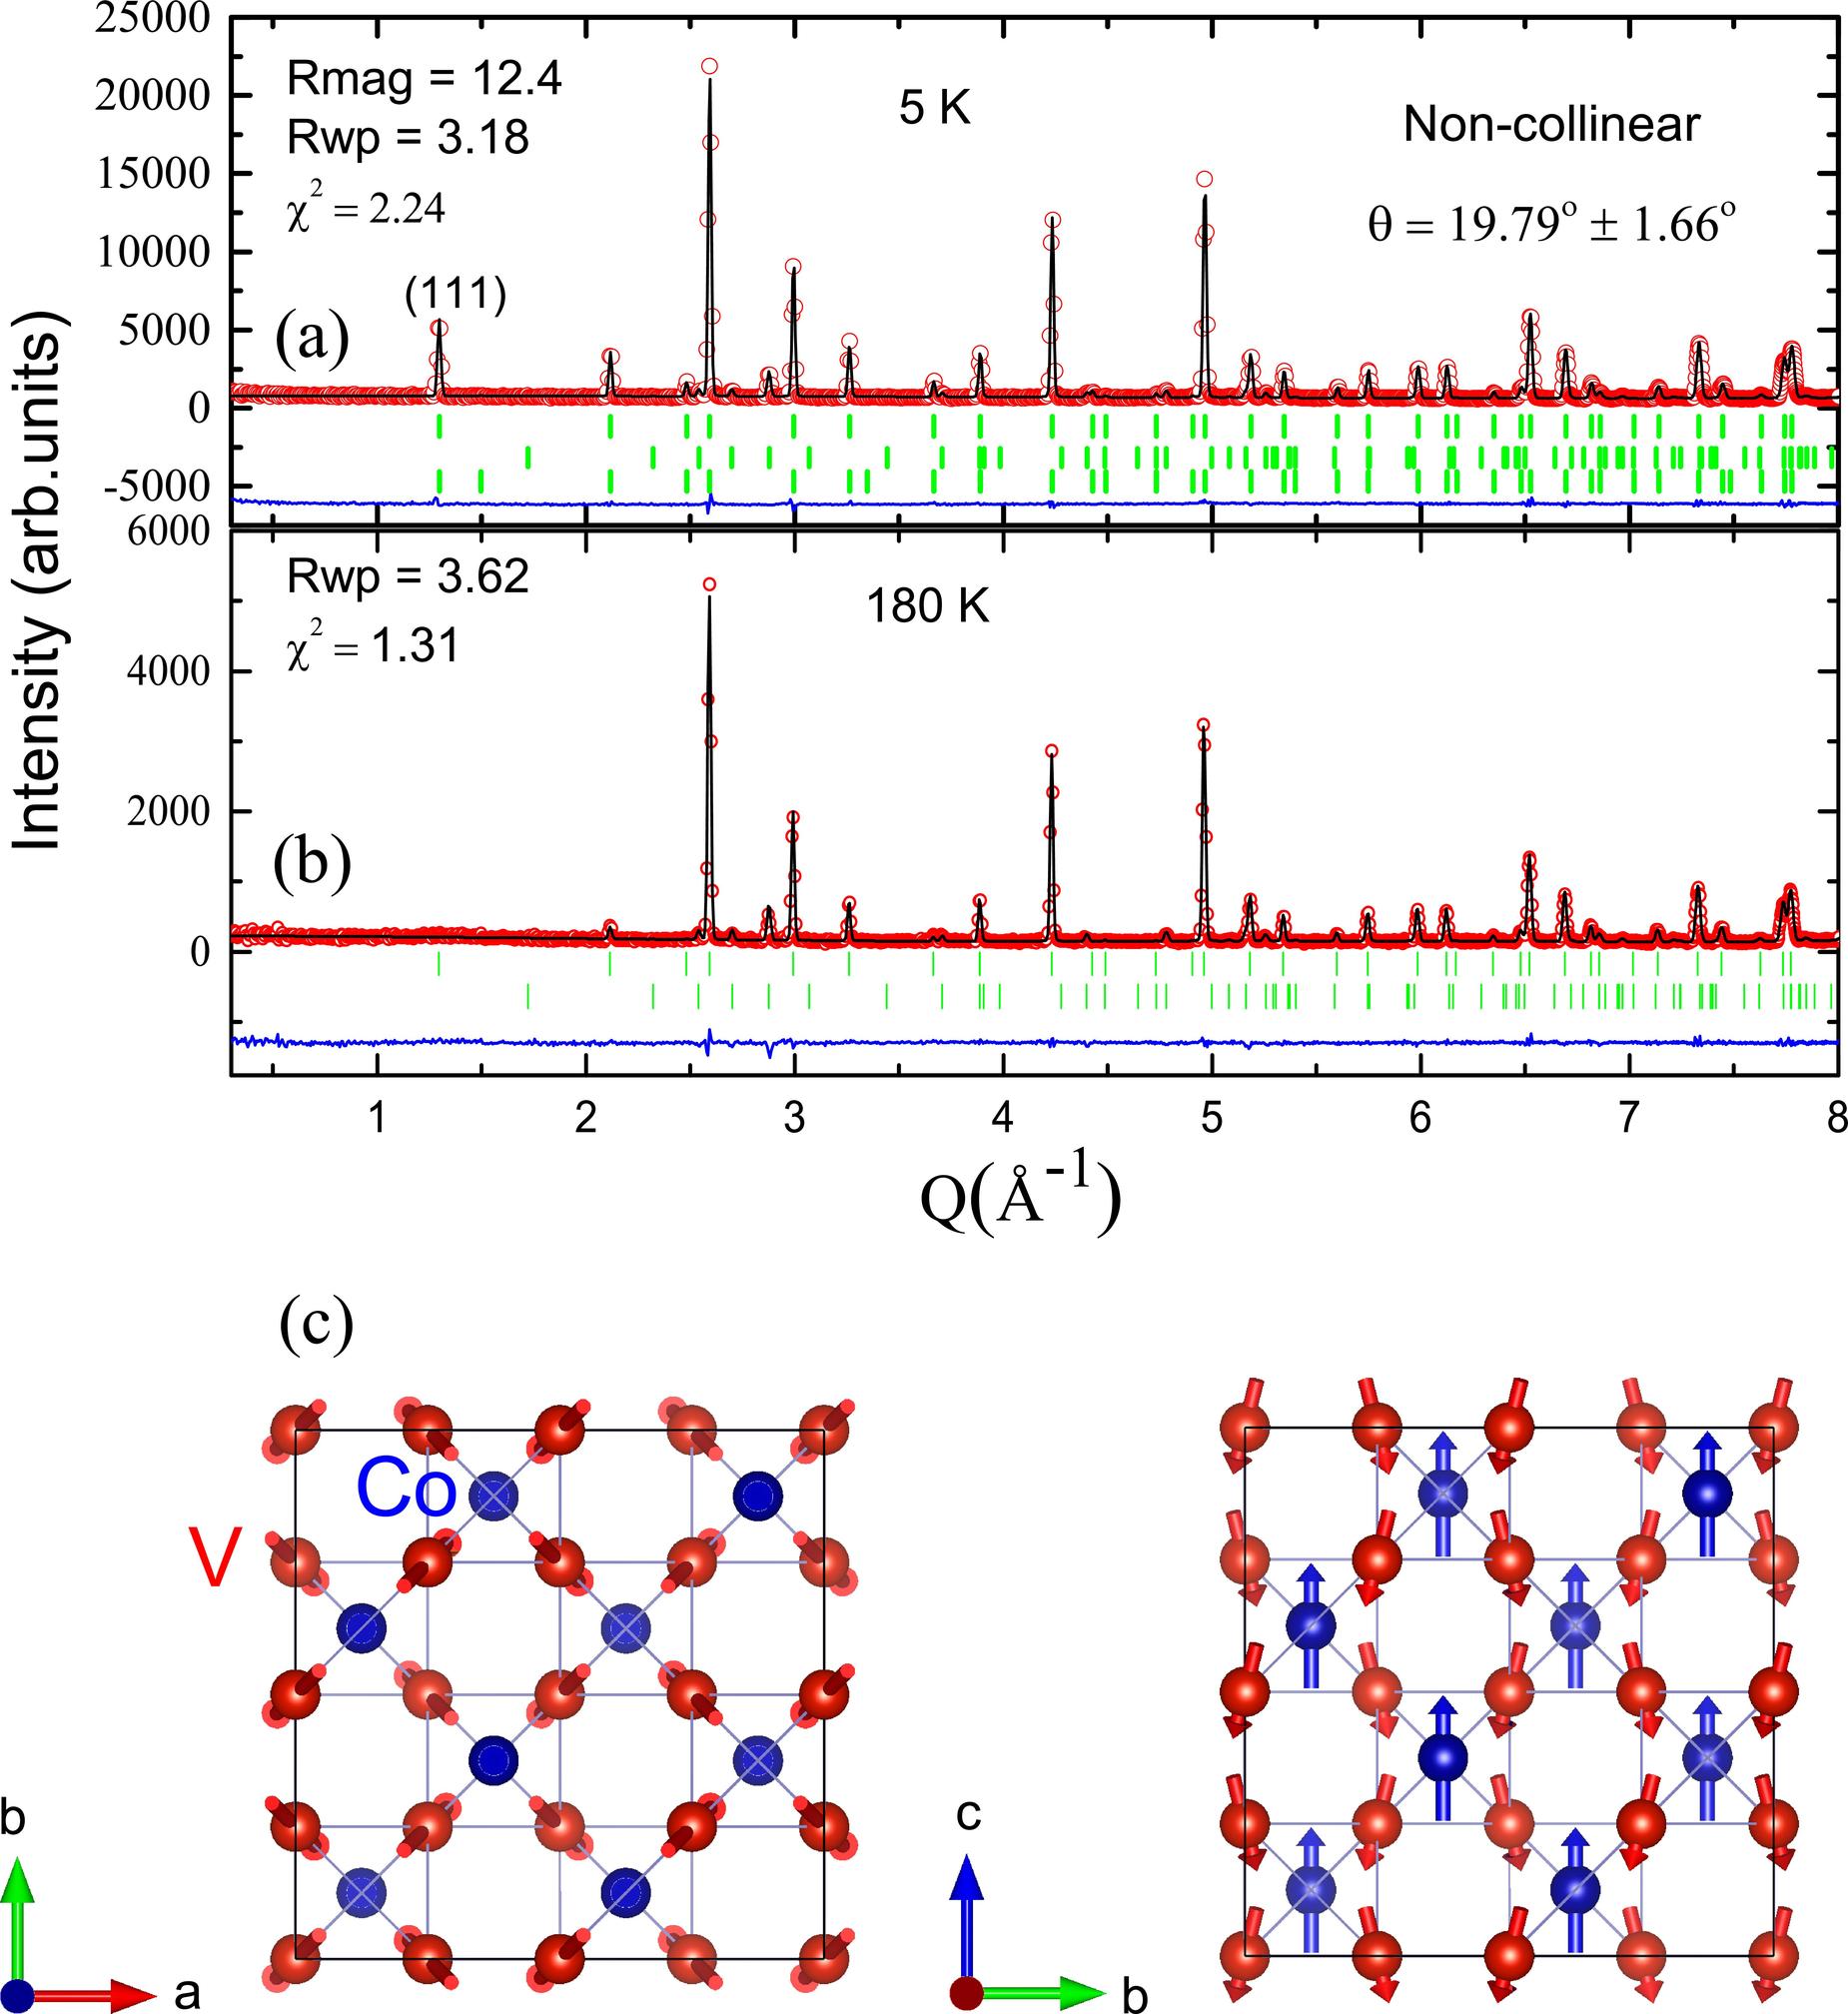 25000
20000
15000
10000
5000
0
-5000
Rmag = 12.4
Rwp = 3.18
χ² = 2.24
5 K
Non-collinear
θ = 19.79º ± 1.66º
(111)
(a)
Intensity (arb.units)
6000
4000
2000
0
Rwp = 3.62
χ² = 1.31
180 K
(b)
1 2 3 4 5 6 7 8
Q(Å⁻¹)
(c)
Co
V
b
a
c
b